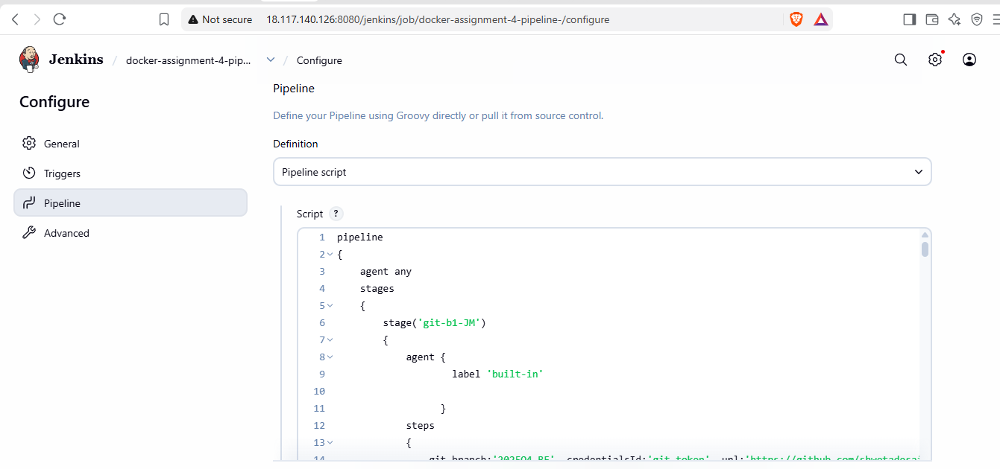 Not secure 18.117.140.126:8080/jenkins/job/docker-assignment-4-pipeline-/configure
Jenkins / docker-assignment-4-pip... / Configure
Configure
General
Triggers
Pipeline
Advanced
Pipeline
Define your Pipeline using Groovy directly or pull it from source control.
Definition
Pipeline script
Script ?
1 pipeline
2 {
3 agent any
4 stages
5 {
6 stage('git-b1-JM')
7 {
8 agent {
9 label 'built-in'
10
11 }
12 steps
13 {
14 git branch:'2025Q4-BE', credentialsId:'git-token', url:'https://github.com/shwetadesai